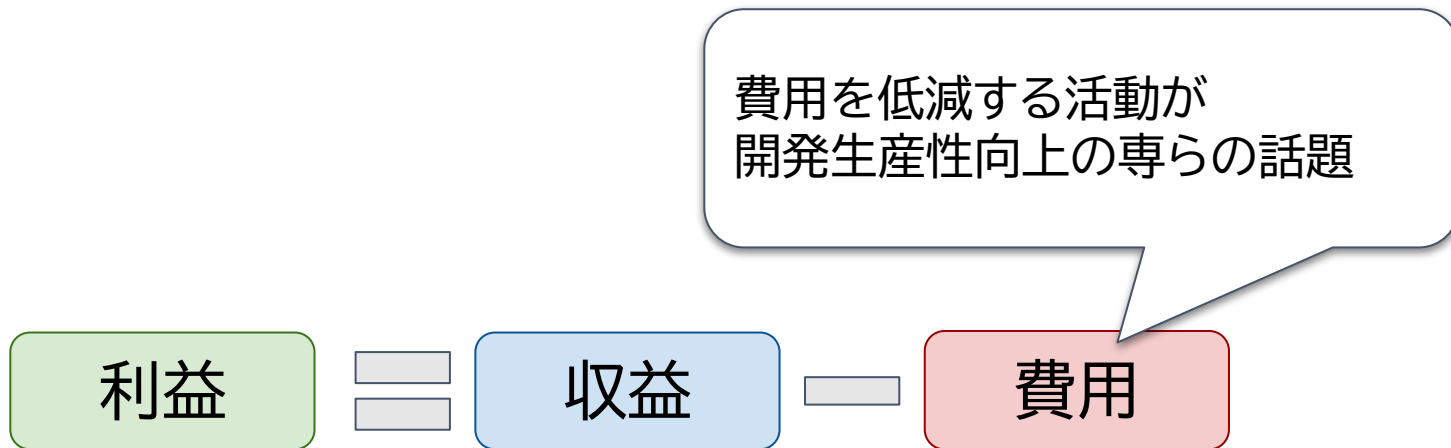 費用を低減する活動が
開発生産性向上の専らの話題
利益 = 収益 - 費用